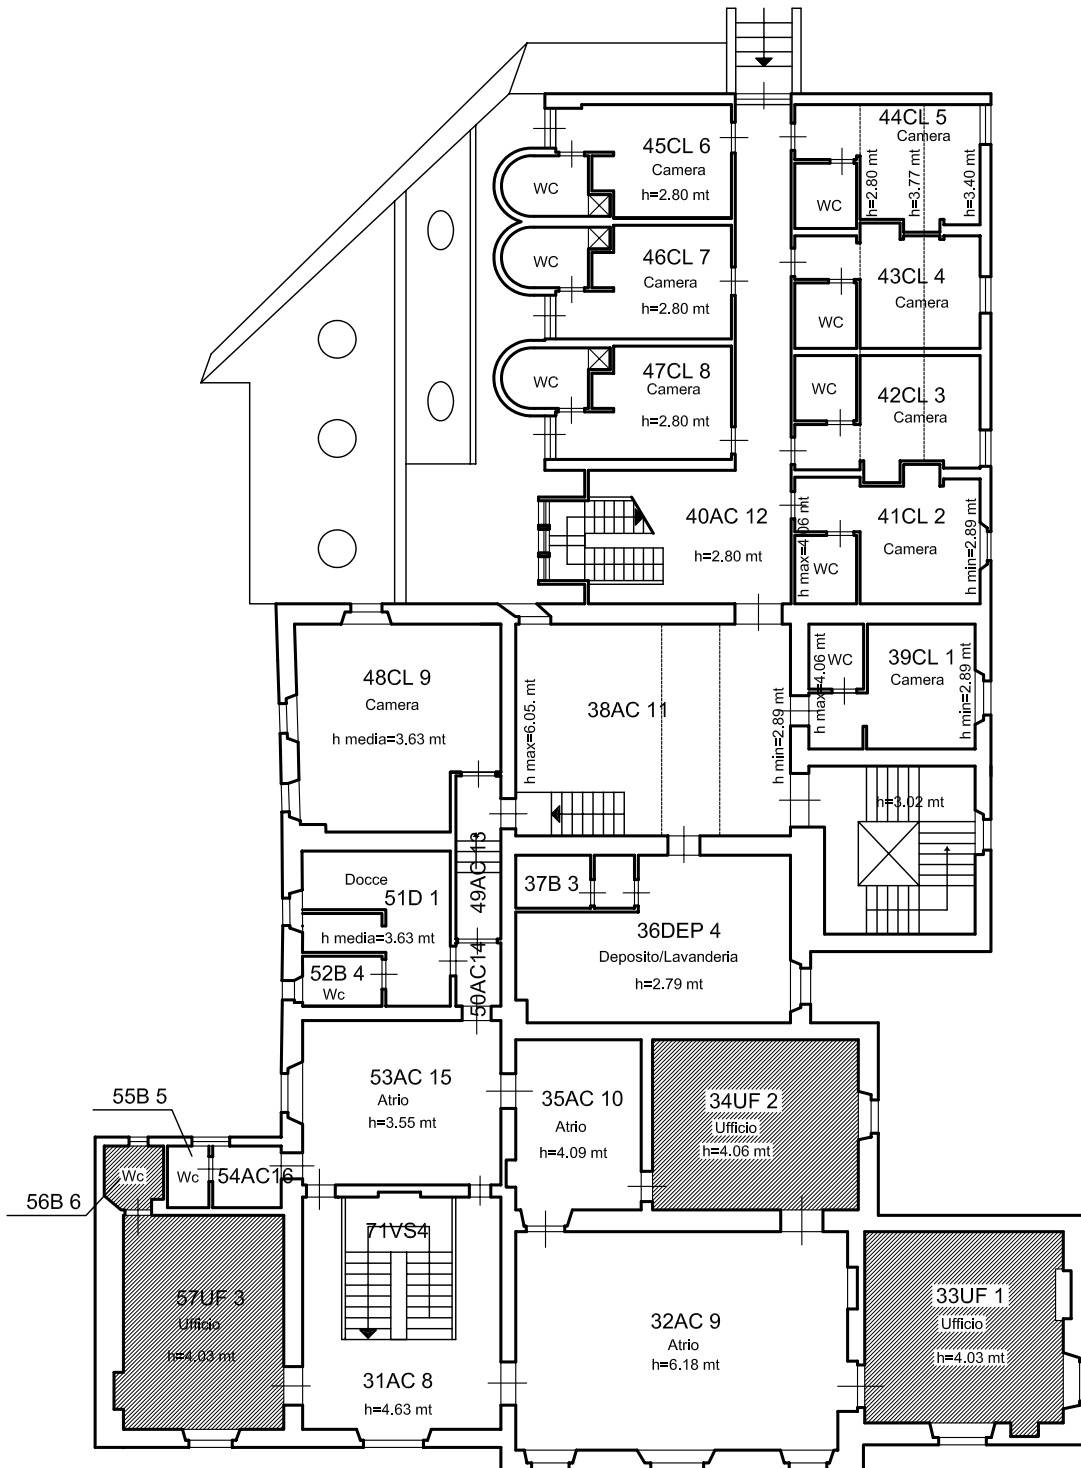 44CL 5
Camera
h=2.80 mt
h=3.77 mt
h=3.40 mt
WC
45CL 6
Camera
h=2.80 mt
WC
46CL 7
Camera
h=2.80 mt
WC
43CL 4
Camera
WC
47CL 8
Camera
h=2.80 mt
WC
42CL 3
Camera
WC
40AC 12
h=2.80 mt
41CL 2
Camera
h max=4.06 mt
h min=2.89 mt
WC
48CL 9
Camera
h media=3.63 mt
38AC 11
h max=6.05. mt
h min=2.89 mt
39CL 1
Camera
WC
h max=4.06 mt
h min=2.89 mt
h=3.02 mt
49AC 13
Docce
51D 1
h media=3.63 mt
37B 3
36DEP 4
Deposito/Lavanderia
h=2.79 mt
52B 4
Wc
50AC14
53AC 15
Atrio
h=3.55 mt
35AC 10
Atrio
h=4.09 mt
34UF 2
Ufficio
h=4.06 mt
55B 5
Wc
Wc
54AC16
56B 6
71VS4
57UF 3
Ufficio
h=4.03 mt
31AC 8
h=4.63 mt
32AC 9
Atrio
h=6.18 mt
33UF 1
Ufficio
h=4.03 mt